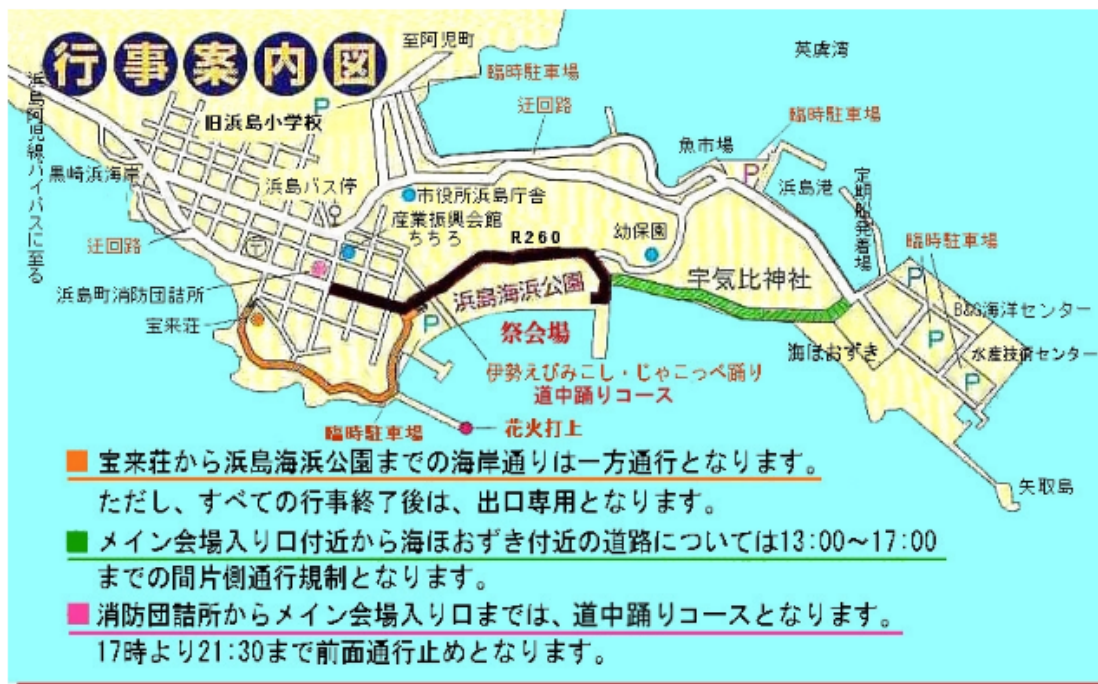 行事案内図
至阿児町
英虞湾
臨時駐車場
P
旧浜島小学校
迂回路
臨時駐車場
魚市場
P
浜島港
浜島阿児線バイパスに至る
黒崎浜海岸
浜島バス停
市役所浜島庁舎
定期船発着場
産業振興会館
ちちろ
R260
幼保園
迂回路
〒
臨時駐車場
P
宇気比神社
浜島町消防団詰所
浜島海浜公園
B&G海洋センター
宝来荘
P
祭会場
P
海ほおずき
水産技術センター
P
伊勢えびみこし・じゃこっぺ踊り
道中踊りコース
臨時駐車場
花火打上
矢取島
宝来荘から浜島海浜公園までの海岸通りは一方通行となります。
ただし、すべての行事終了後は、出口専用となります。
メイン会場入り口付近から海ほおずき付近の道路については13:00～17:00
までの間片側通行規制となります。
消防団詰所からメイン会場入り口までは、道中踊りコースとなります。
17時より21:30まで前面通行止めとなります。